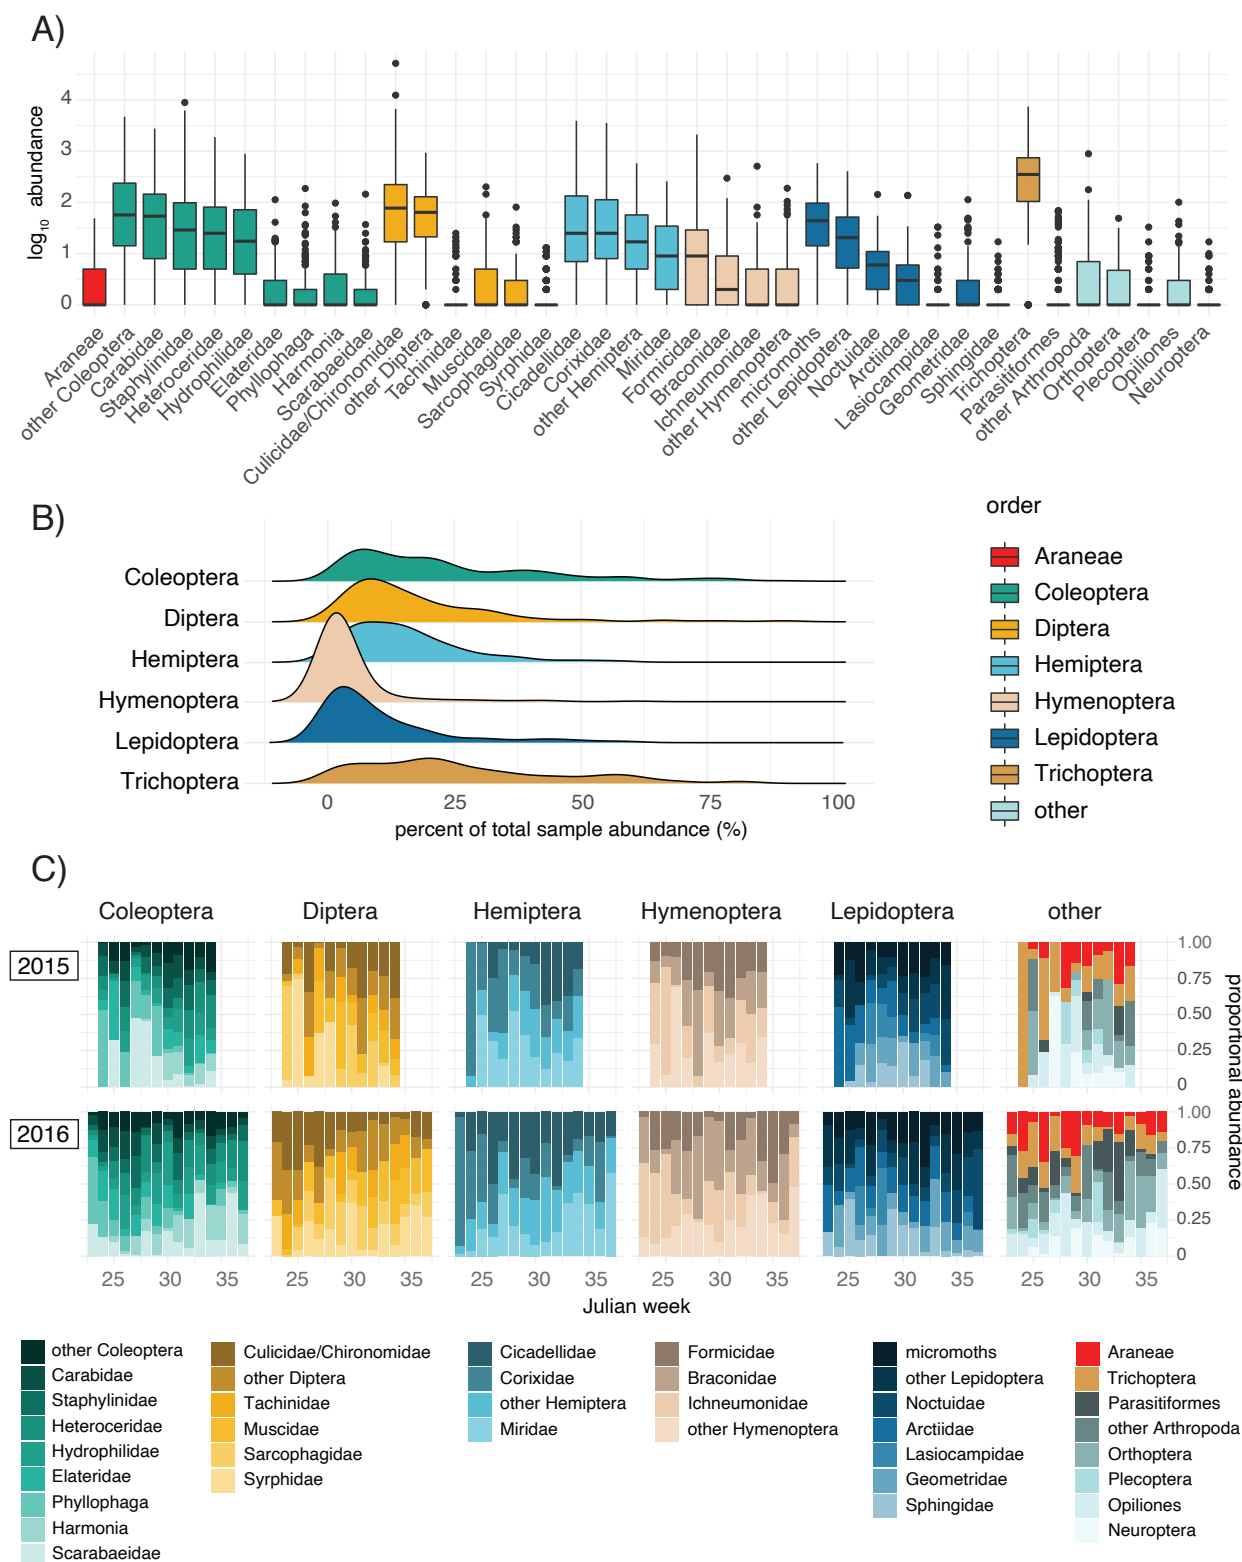 A)
log10 abundance
4
3
2
1
0
Araneae
other Coleoptera
Carabidae
Staphylinidae
Heteroceridae
Hydrophilidae
Elateridae
Phyllophaga
Harmonia
Scarabaeidae
Culicidae/Chironomidae
other Diptera
Tachinidae
Muscidae
Sarcophagidae
Syrphidae
Cicadellidae
Corixidae
other Hemiptera
Miridae
Formicidae
Braconidae
Ichneumonidae
other Hymenoptera
micromoths
other Lepidoptera
Noctuidae
Arctiidae
Lasiocampidae
Geometridae
Sphingidae
Trichoptera
Parasitiformes
other Arthropoda
Orthoptera
Plecoptera
Opiliones
Neuroptera
B)
Coleoptera
Diptera
Hemiptera
Hymenoptera
Lepidoptera
Trichoptera
0 25 50 75 100
percent of total sample abundance (%)
order
Araneae
Coleoptera
Diptera
Hemiptera
Hymenoptera
Lepidoptera
Trichoptera
other
C)
Coleoptera Diptera Hemiptera Hymenoptera Lepidoptera other
2015
1.00
0.75
0.50
0.25
0
2016
1.00
0.75
0.50
0.25
0
proportional abundance
25 30 35 25 30 35 25 30 35 25 30 35 25 30 35 25 30 35
Julian week
other Coleoptera
Carabidae
Staphylinidae
Heteroceridae
Hydrophilidae
Elateridae
Phyllophaga
Harmonia
Scarabaeidae
Culicidae/Chironomidae
other Diptera
Tachinidae
Muscidae
Sarcophagidae
Syrphidae
Cicadellidae
Corixidae
other Hemiptera
Miridae
Formicidae
Braconidae
Ichneumonidae
other Hymenoptera
micromoths
other Lepidoptera
Noctuidae
Arctiidae
Lasiocampidae
Geometridae
Sphingidae
Araneae
Trichoptera
Parasitiformes
other Arthropoda
Orthoptera
Plecoptera
Opiliones
Neuroptera